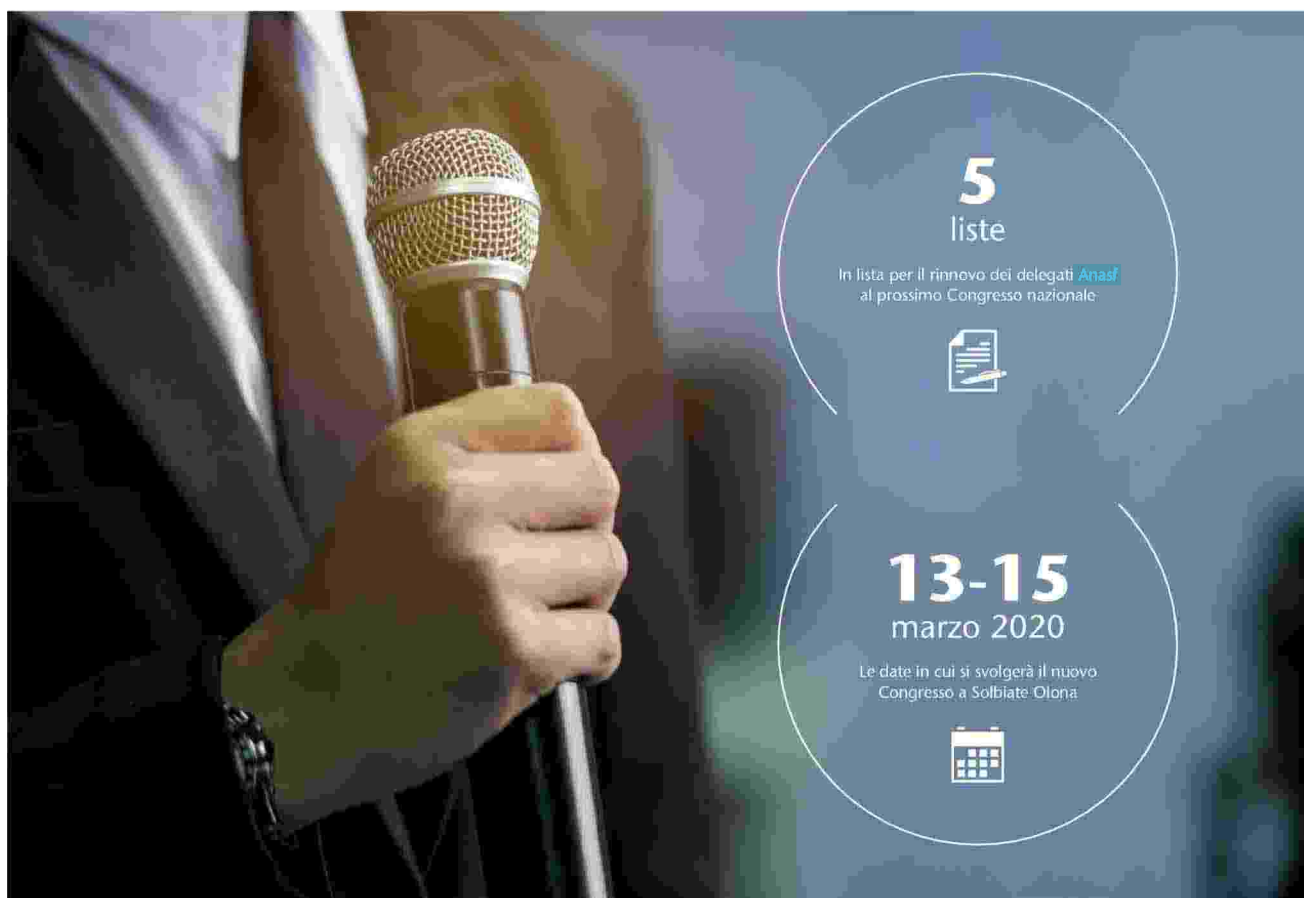 5
liste
In lista per il rinnovo dei delegati Anasf
al prossimo Congresso nazionale
13-15
marzo 2020
Le date in cui si svolgerà il nuovo
Congresso a Solbiate Olona